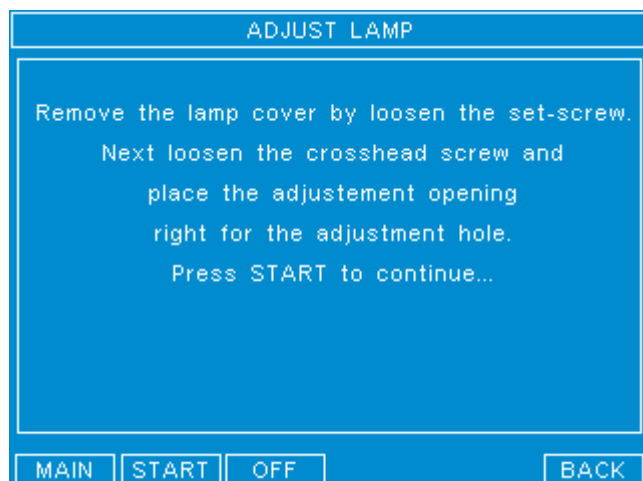 ADJUST LAMP
Remove the lamp cover by loosen the set-screw.
Next loosen the crosshead screw and
place the adjustement opening
right for the adjustment hole.
Press START to continue...
MAIN START OFF BACK